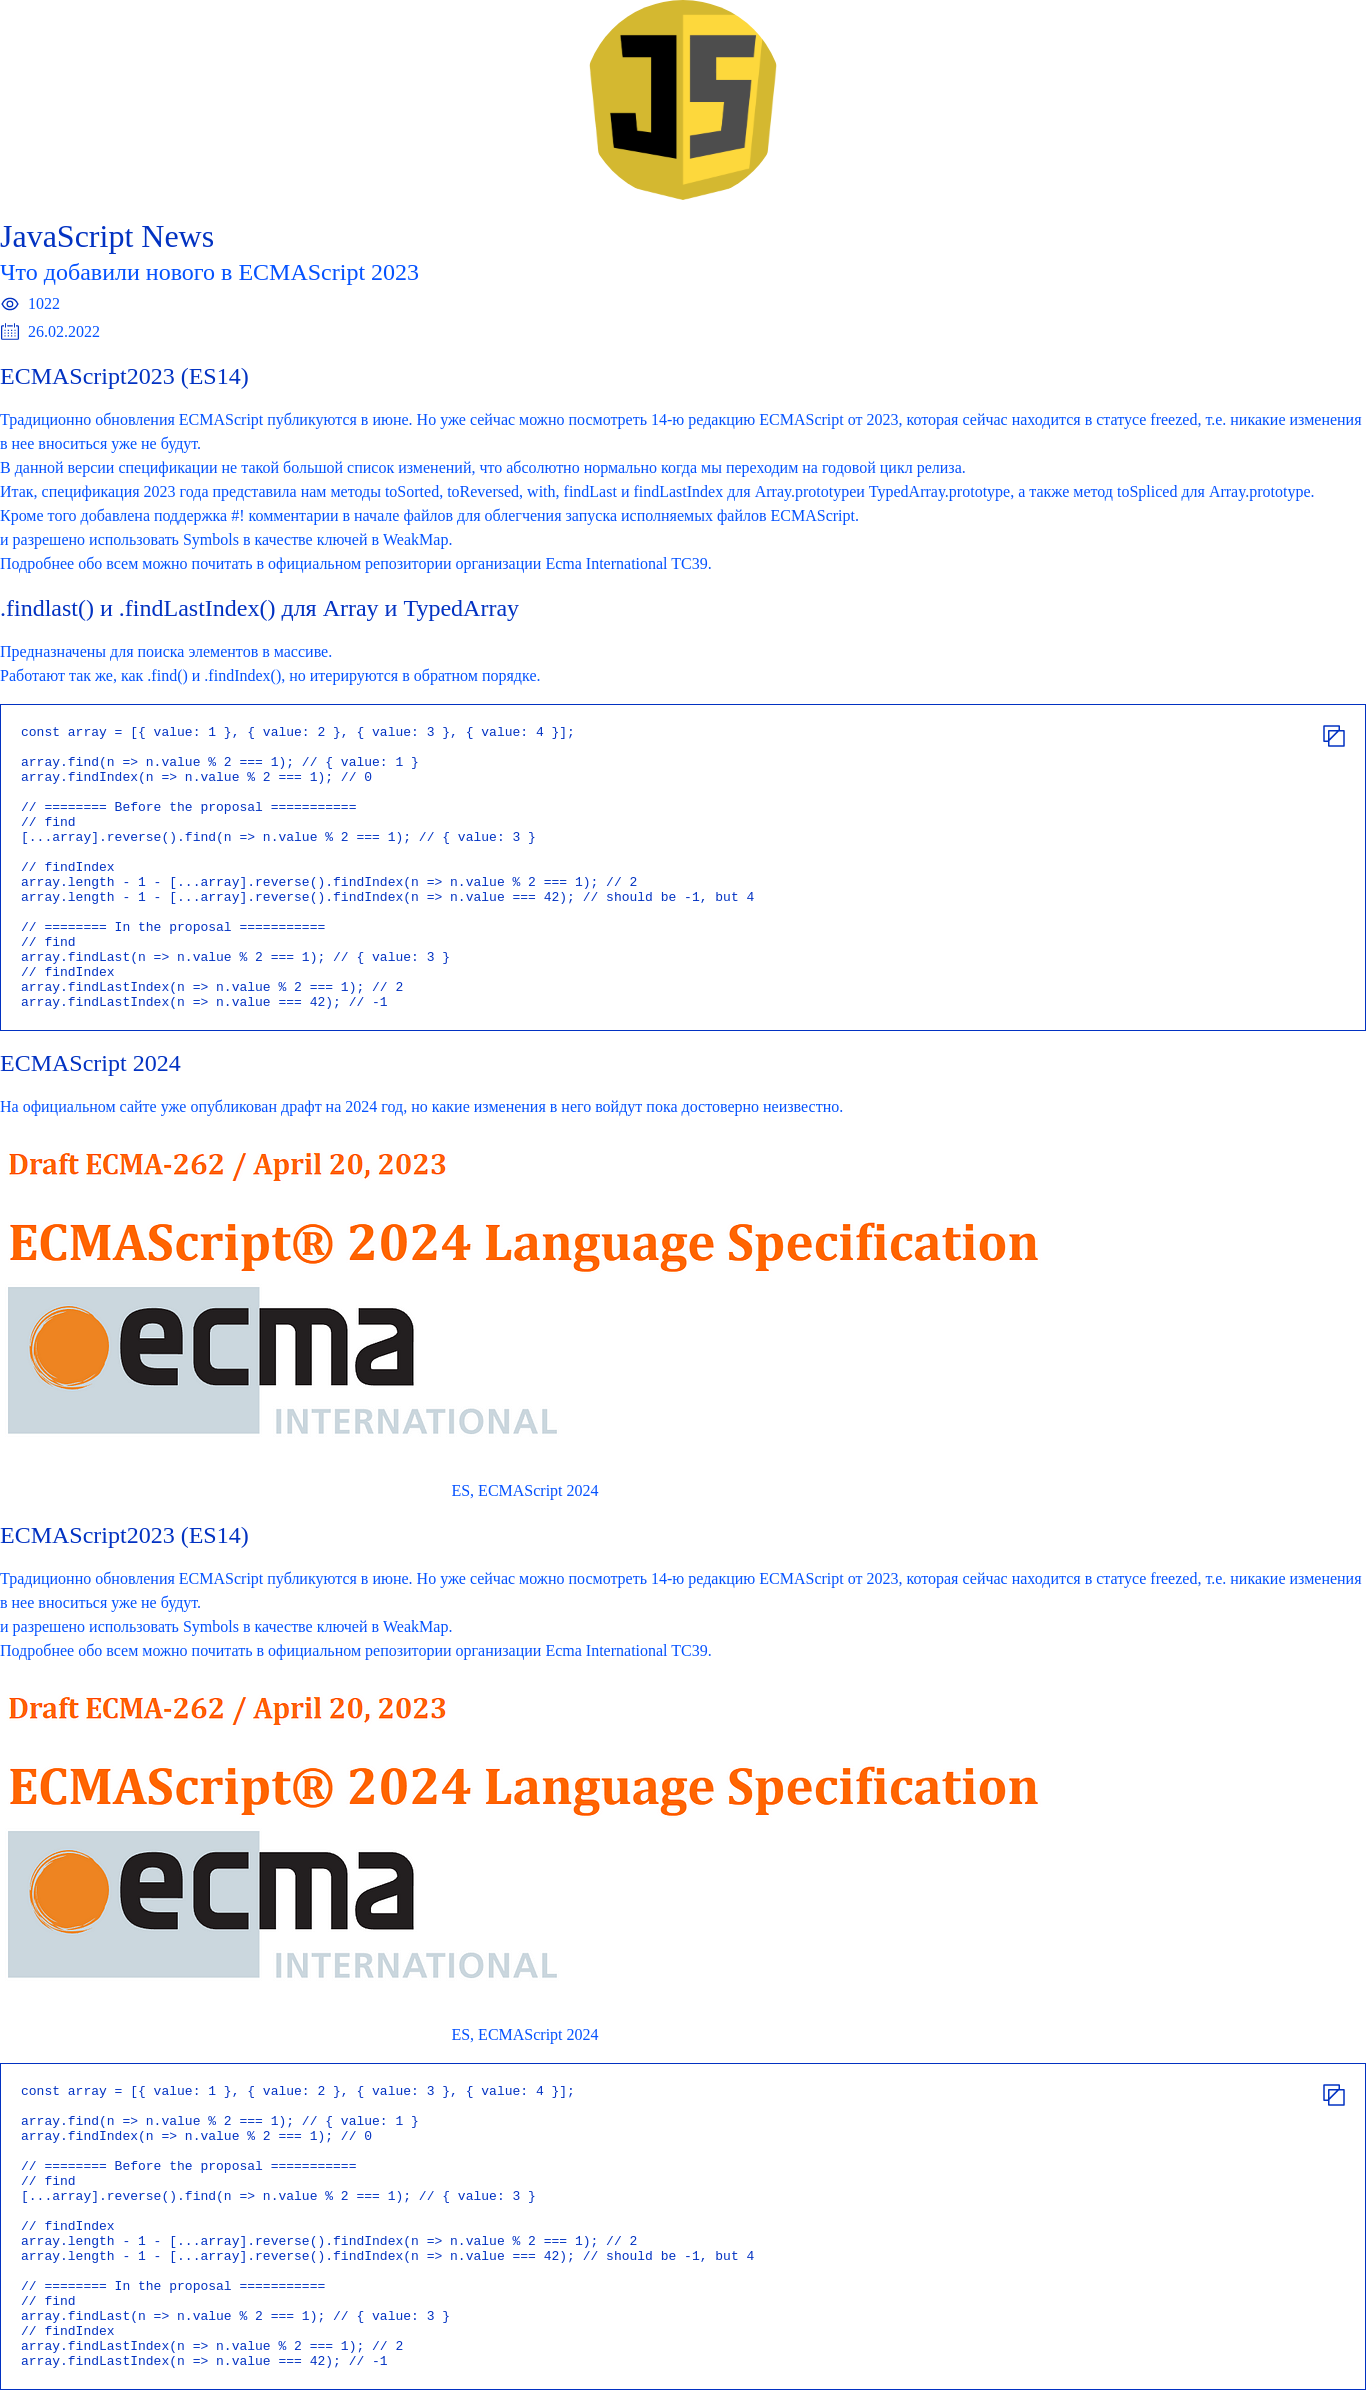 JS
JavaScript News
Что добавили нового в ECMAScript 2023
1022
26.02.2022
ECMAScript2023 (ES14)
Традиционно обновления ECMAScript публикуются в июне. Но уже сейчас можно посмотреть 14-ю редакцию ECMAScript от 2023, которая сейчас находится в статусе freezed, т.е. никакие изменения
в нее вноситься уже не будут.
В данной версии спецификации не такой большой список изменений, что абсолютно нормально когда мы переходим на годовой цикл релиза.
Итак, спецификация 2023 года представила нам методы toSorted, toReversed, with, findLast и findLastIndex для Array.prototypeи TypedArray.prototype, а также метод toSpliced для Array.prototype.
Кроме того добавлена поддержка #! комментарии в начале файлов для облегчения запуска исполняемых файлов ECMAScript.
и разрешено использовать Symbols в качестве ключей в WeakMap.
Подробнее обо всем можно почитать в официальном репозитории организации Ecma International TC39.
.findlast() и .findLastIndex() для Array и TypedArray
Предназначены для поиска элементов в массиве.
Работают так же, как .find() и .findIndex(), но итерируются в обратном порядке.
const array = [{ value: 1 }, { value: 2 }, { value: 3 }, { value: 4 }];
array.find(n => n.value % 2 === 1); // { value: 1 }
array.findIndex(n => n.value % 2 === 1); // 0
// ======== Before the proposal ===========
// find
[...array].reverse().find(n => n.value % 2 === 1); // { value: 3 }
// findIndex
array.length - 1 - [...array].reverse().findIndex(n => n.value % 2 === 1); // 2
array.length - 1 - [...array].reverse().findIndex(n => n.value === 42); // should be -1, but 4
// ======== In the proposal ===========
// find
array.findLast(n => n.value % 2 === 1); // { value: 3 }
// findIndex
array.findLastIndex(n => n.value % 2 === 1); // 2
array.findLastIndex(n => n.value === 42); // -1
ECMAScript 2024
На официальном сайте уже опубликован драфт на 2024 год, но какие изменения в него войдут пока достоверно неизвестно.
Draft ECMA-262 / April 20, 2023
ECMAScript® 2024 Language Specification
ecma
INTERNATIONAL
ES, ECMAScript 2024
ECMAScript2023 (ES14)
Традиционно обновления ECMAScript публикуются в июне. Но уже сейчас можно посмотреть 14-ю редакцию ECMAScript от 2023, которая сейчас находится в статусе freezed, т.е. никакие изменения
в нее вноситься уже не будут.
и разрешено использовать Symbols в качестве ключей в WeakMap.
Подробнее обо всем можно почитать в официальном репозитории организации Ecma International TC39.
Draft ECMA-262 / April 20, 2023
ECMAScript® 2024 Language Specification
ecma
INTERNATIONAL
ES, ECMAScript 2024
const array = [{ value: 1 }, { value: 2 }, { value: 3 }, { value: 4 }];
array.find(n => n.value % 2 === 1); // { value: 1 }
array.findIndex(n => n.value % 2 === 1); // 0
// ======== Before the proposal ===========
// find
[...array].reverse().find(n => n.value % 2 === 1); // { value: 3 }
// findIndex
array.length - 1 - [...array].reverse().findIndex(n => n.value % 2 === 1); // 2
array.length - 1 - [...array].reverse().findIndex(n => n.value === 42); // should be -1, but 4
// ======== In the proposal ===========
// find
array.findLast(n => n.value % 2 === 1); // { value: 3 }
// findIndex
array.findLastIndex(n => n.value % 2 === 1); // 2
array.findLastIndex(n => n.value === 42); // -1